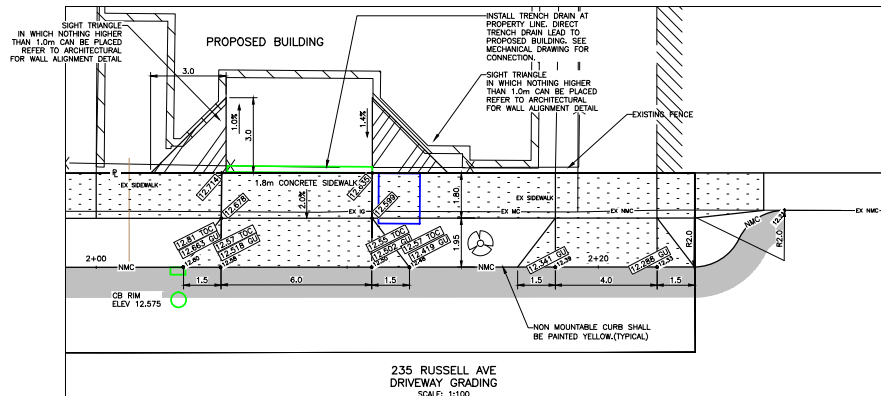 SIGHT TRIANGLE
IN WHICH NOTHING HIGHER
THAN 1.0m CAN BE PLACED
REFER TO ARCHITECTURAL
FOR WALL ALIGNMENT DETAIL
PROPOSED BUILDING
INSTALL TRENCH DRAIN AT
PROPERTY LINE. DIRECT
TRENCH DRAIN LEAD TO
PROPOSED BUILDING. SEE
MECHANICAL DRAWING FOR
CONNECTION.
SIGHT TRIANGLE
IN WHICH NOTHING HIGHER
THAN 1.0m CAN BE PLACED
REFER TO ARCHITECTURAL
FOR WALL ALIGNMENT DETAIL
EXISTING FENCE
3.0
1.0%
3.0
1.4%
EX SIDEWALK
12.714
1.8m CONCRETE SIDEWALK
12.635
12.678
2.0%
12.599
EX IG
EX MC
EX NMC
EX NMC
EX SIDEWALK
1.80
1.95
12.81 TOC
12.663
12.57 TOC
12.518 GU
12.55 TOC
12.502 GU
12.57 TOC
12.419 GU
12.341 GU
12.288 GU
2+00
NMC
NMC
2+20
NMC
R2.0
R2.0
1.5
6.0
1.5
1.5
4.0
1.5
CB RIM
ELEV 12.575
NON MOUNTABLE CURB SHALL
BE PAINTED YELLOW.(TYPICAL)
235 RUSSELL AVE
DRIVEWAY GRADING
SCALE: 1:100